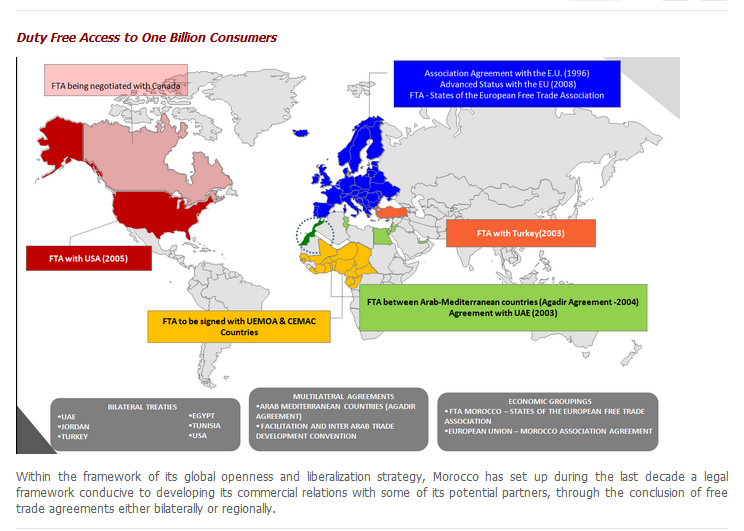 Duty Free Access to One Billion Consumers
FTA being negotiated with Canada
Association Agreement with the E.U. (1996)
Advanced Status with the EU (2008)
FTA - States of the European Free Trade Association
FTA with USA (2005)
FTA with Turkey(2003)
FTA between Arab-Mediterranean countries (Agadir Agreement -2004)
Agreement with UAE (2003)
FTA to be signed with UEMOA & CEMAC
Countries
BILATERAL TREATIES
▪UAE
▪JORDAN
▪TURKEY
▪EGYPT
▪TUNISIA
▪USA
MULTILATERAL AGREEMENTS
▪ARAB MEDITERRANEAN COUNTRIES (AGADIR
AGREEMENT)
▪FACILITATION AND INTER ARAB TRADE
DEVELOPMENT CONVENTION
ECONOMIC GROUPINGS
▪FTA MOROCCO – STATES OF THE EUROPEAN FREE TRADE
ASSOCIATION
▪EUROPEAN UNION – MOROCCO ASSOCIATION AGREEMENT
Within the framework of its global openness and liberalization strategy, Morocco has set up during the last decade a legal
framework conducive to developing its commercial relations with some of its potential partners, through the conclusion of free
trade agreements either bilaterally or regionally.